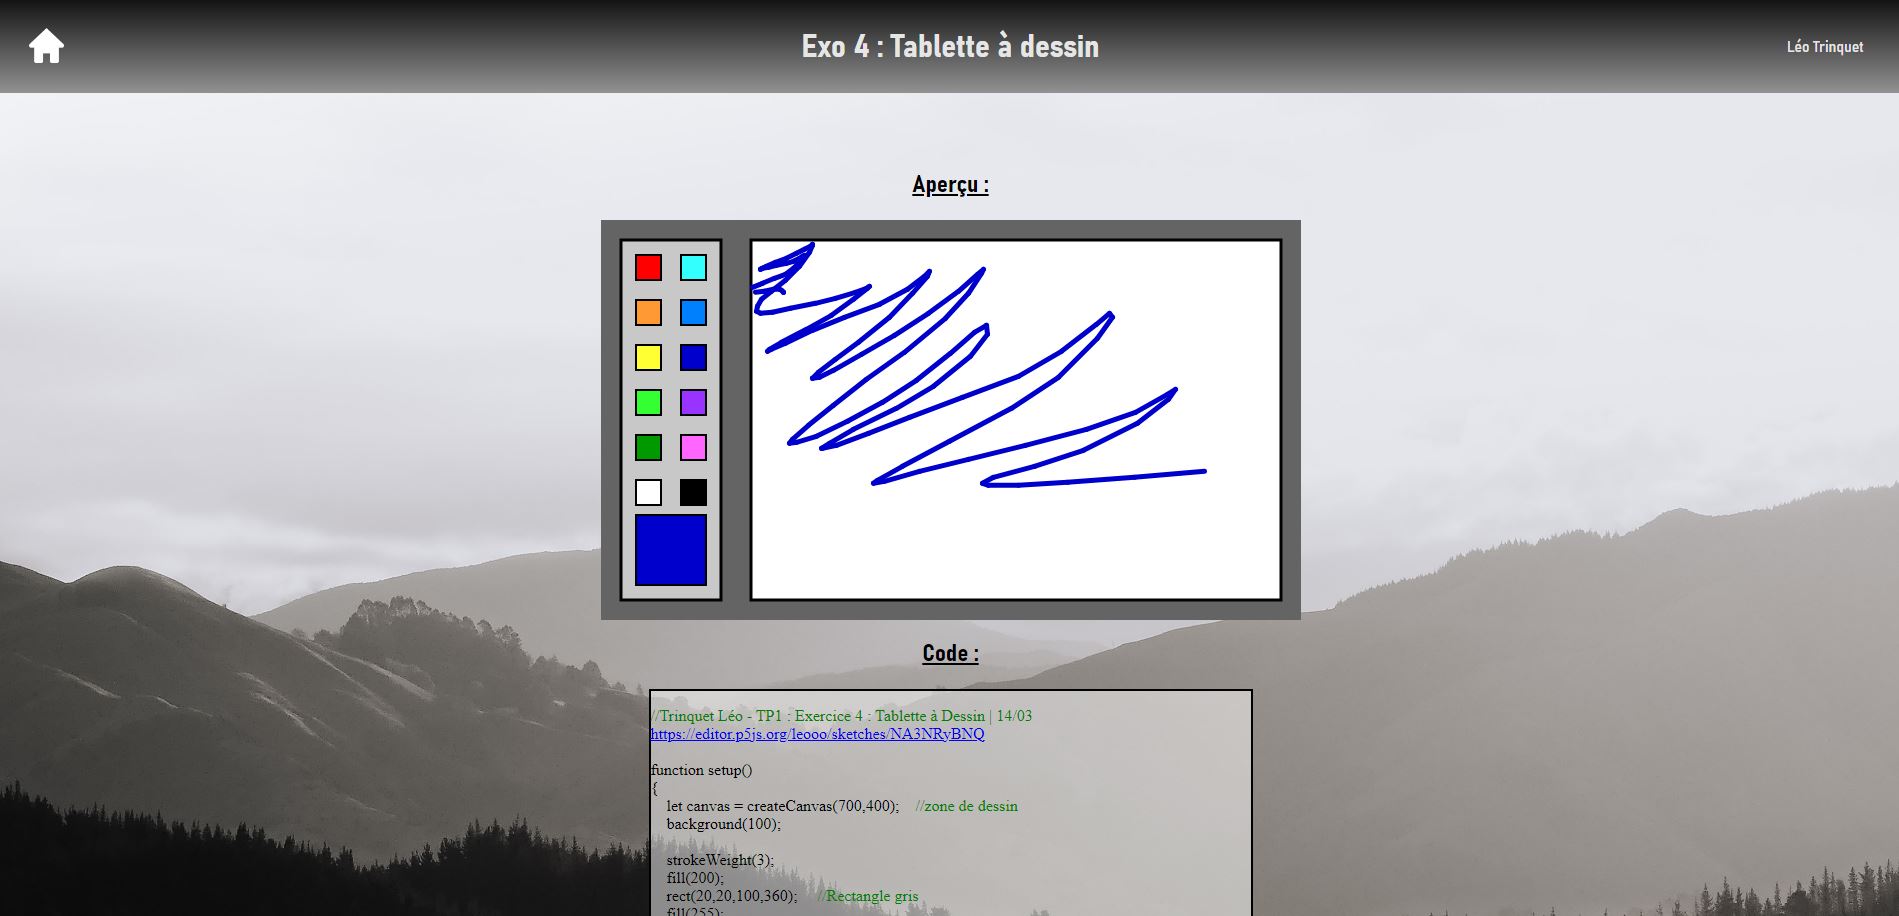 Exo 4 : Tablette à dessin
Léo Trinquet
Aperçu :
Code :
//Trinquet Léo - TP1 : Exercice 4 : Tablette à Dessin | 14/03
https://editor.p5js.org/leooo/sketches/NA3NRyBNQ
function setup()
{
let canvas = createCanvas(700,400); //zone de dessin
background(100);
strokeWeight(3);
fill(200);
rect(20,20,100,360); //Rectangle gris
fill(255);